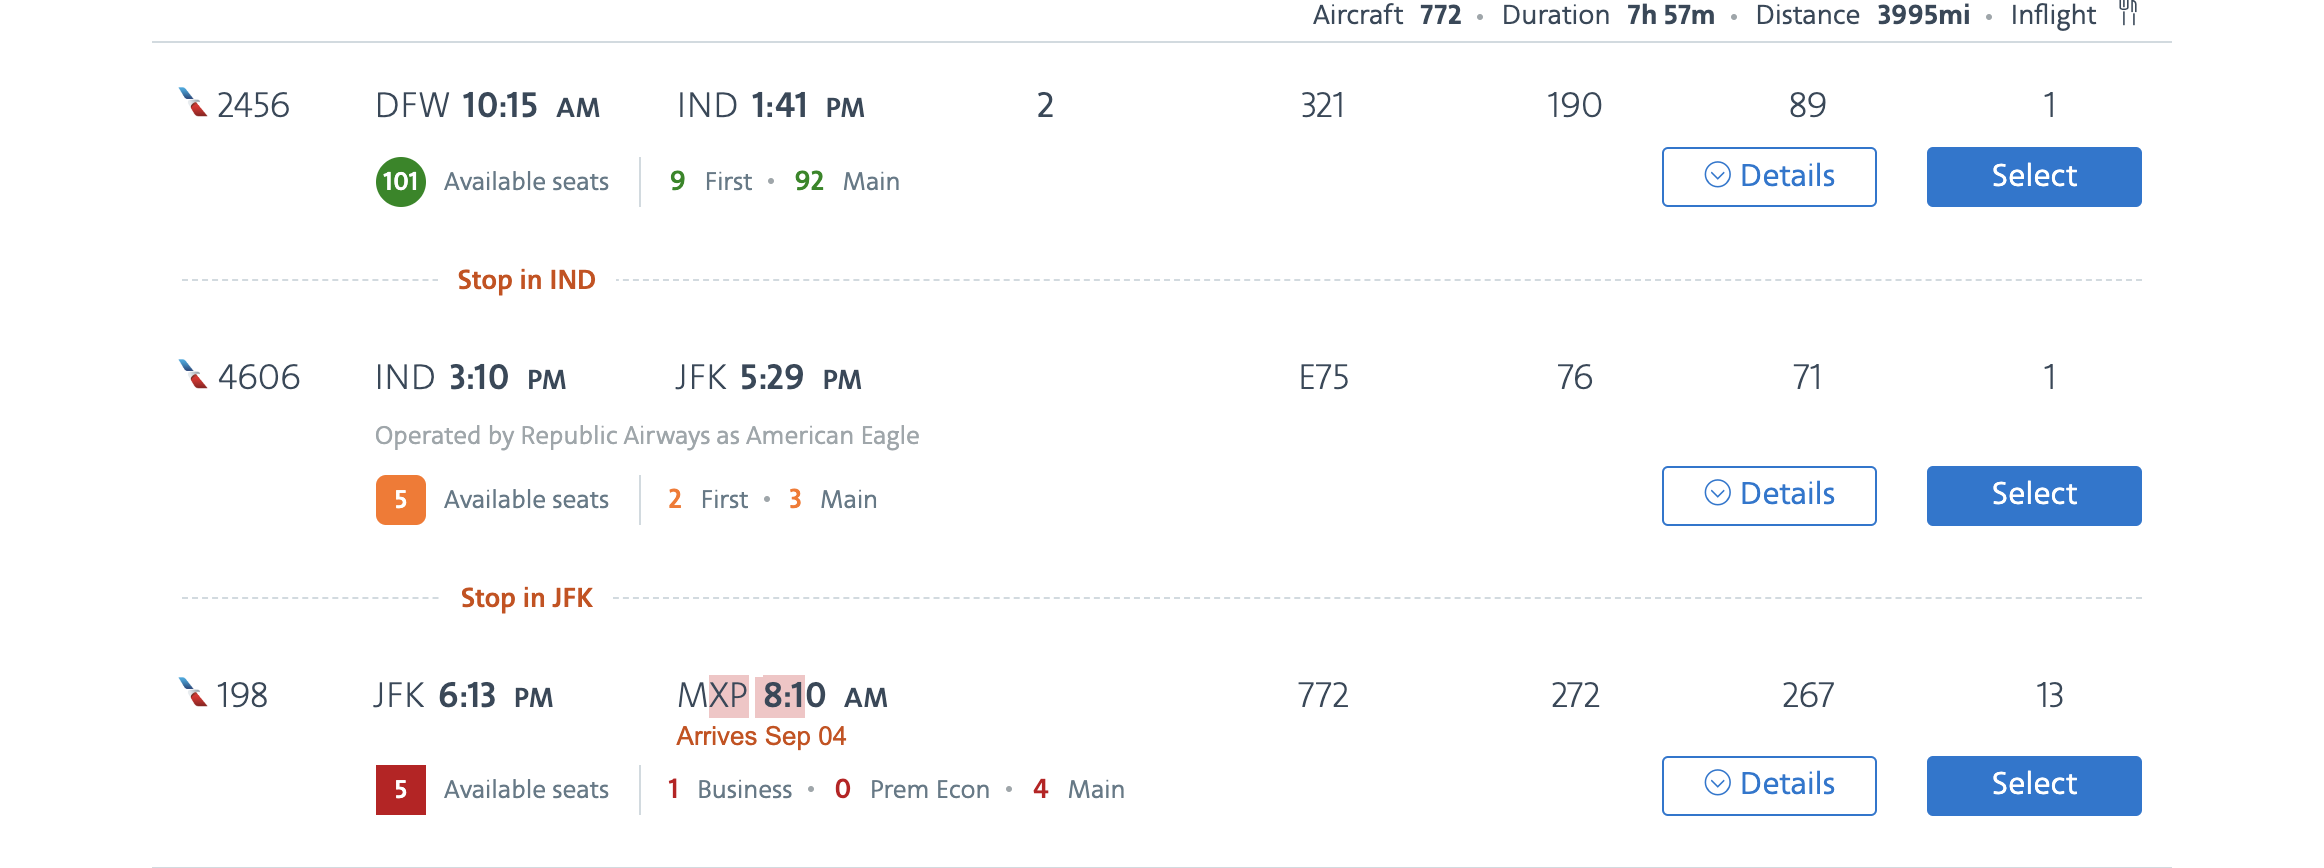 Aircraft 772 • Duration 7h 57m • Distance 3995mi • Inflight
2456 DFW 10:15 AM IND 1:41 PM 2 321 190 89 1
101 Available seats 9 First • 92 Main Details Select
Stop in IND
4606 IND 3:10 PM JFK 5:29 PM E75 76 71 1
Operated by Republic Airways as American Eagle
5 Available seats 2 First • 3 Main Details Select
Stop in JFK
198 JFK 6:13 PM MXP 8:10 AM 772 272 267 13
Arrives Sep 04
5 Available seats 1 Business • 0 Prem Econ • 4 Main Details Select